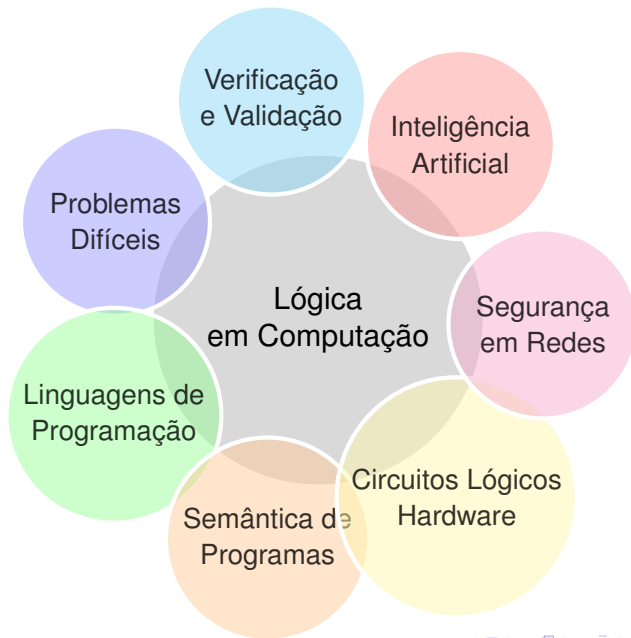 Verificação
e Validação
Inteligência
Artificial
Problemas
Difíceis
Lógica
em Computação
Segurança
em Redes
Linguagens de
Programação
Circuitos Lógicos
Hardware
Semântica de
Programas